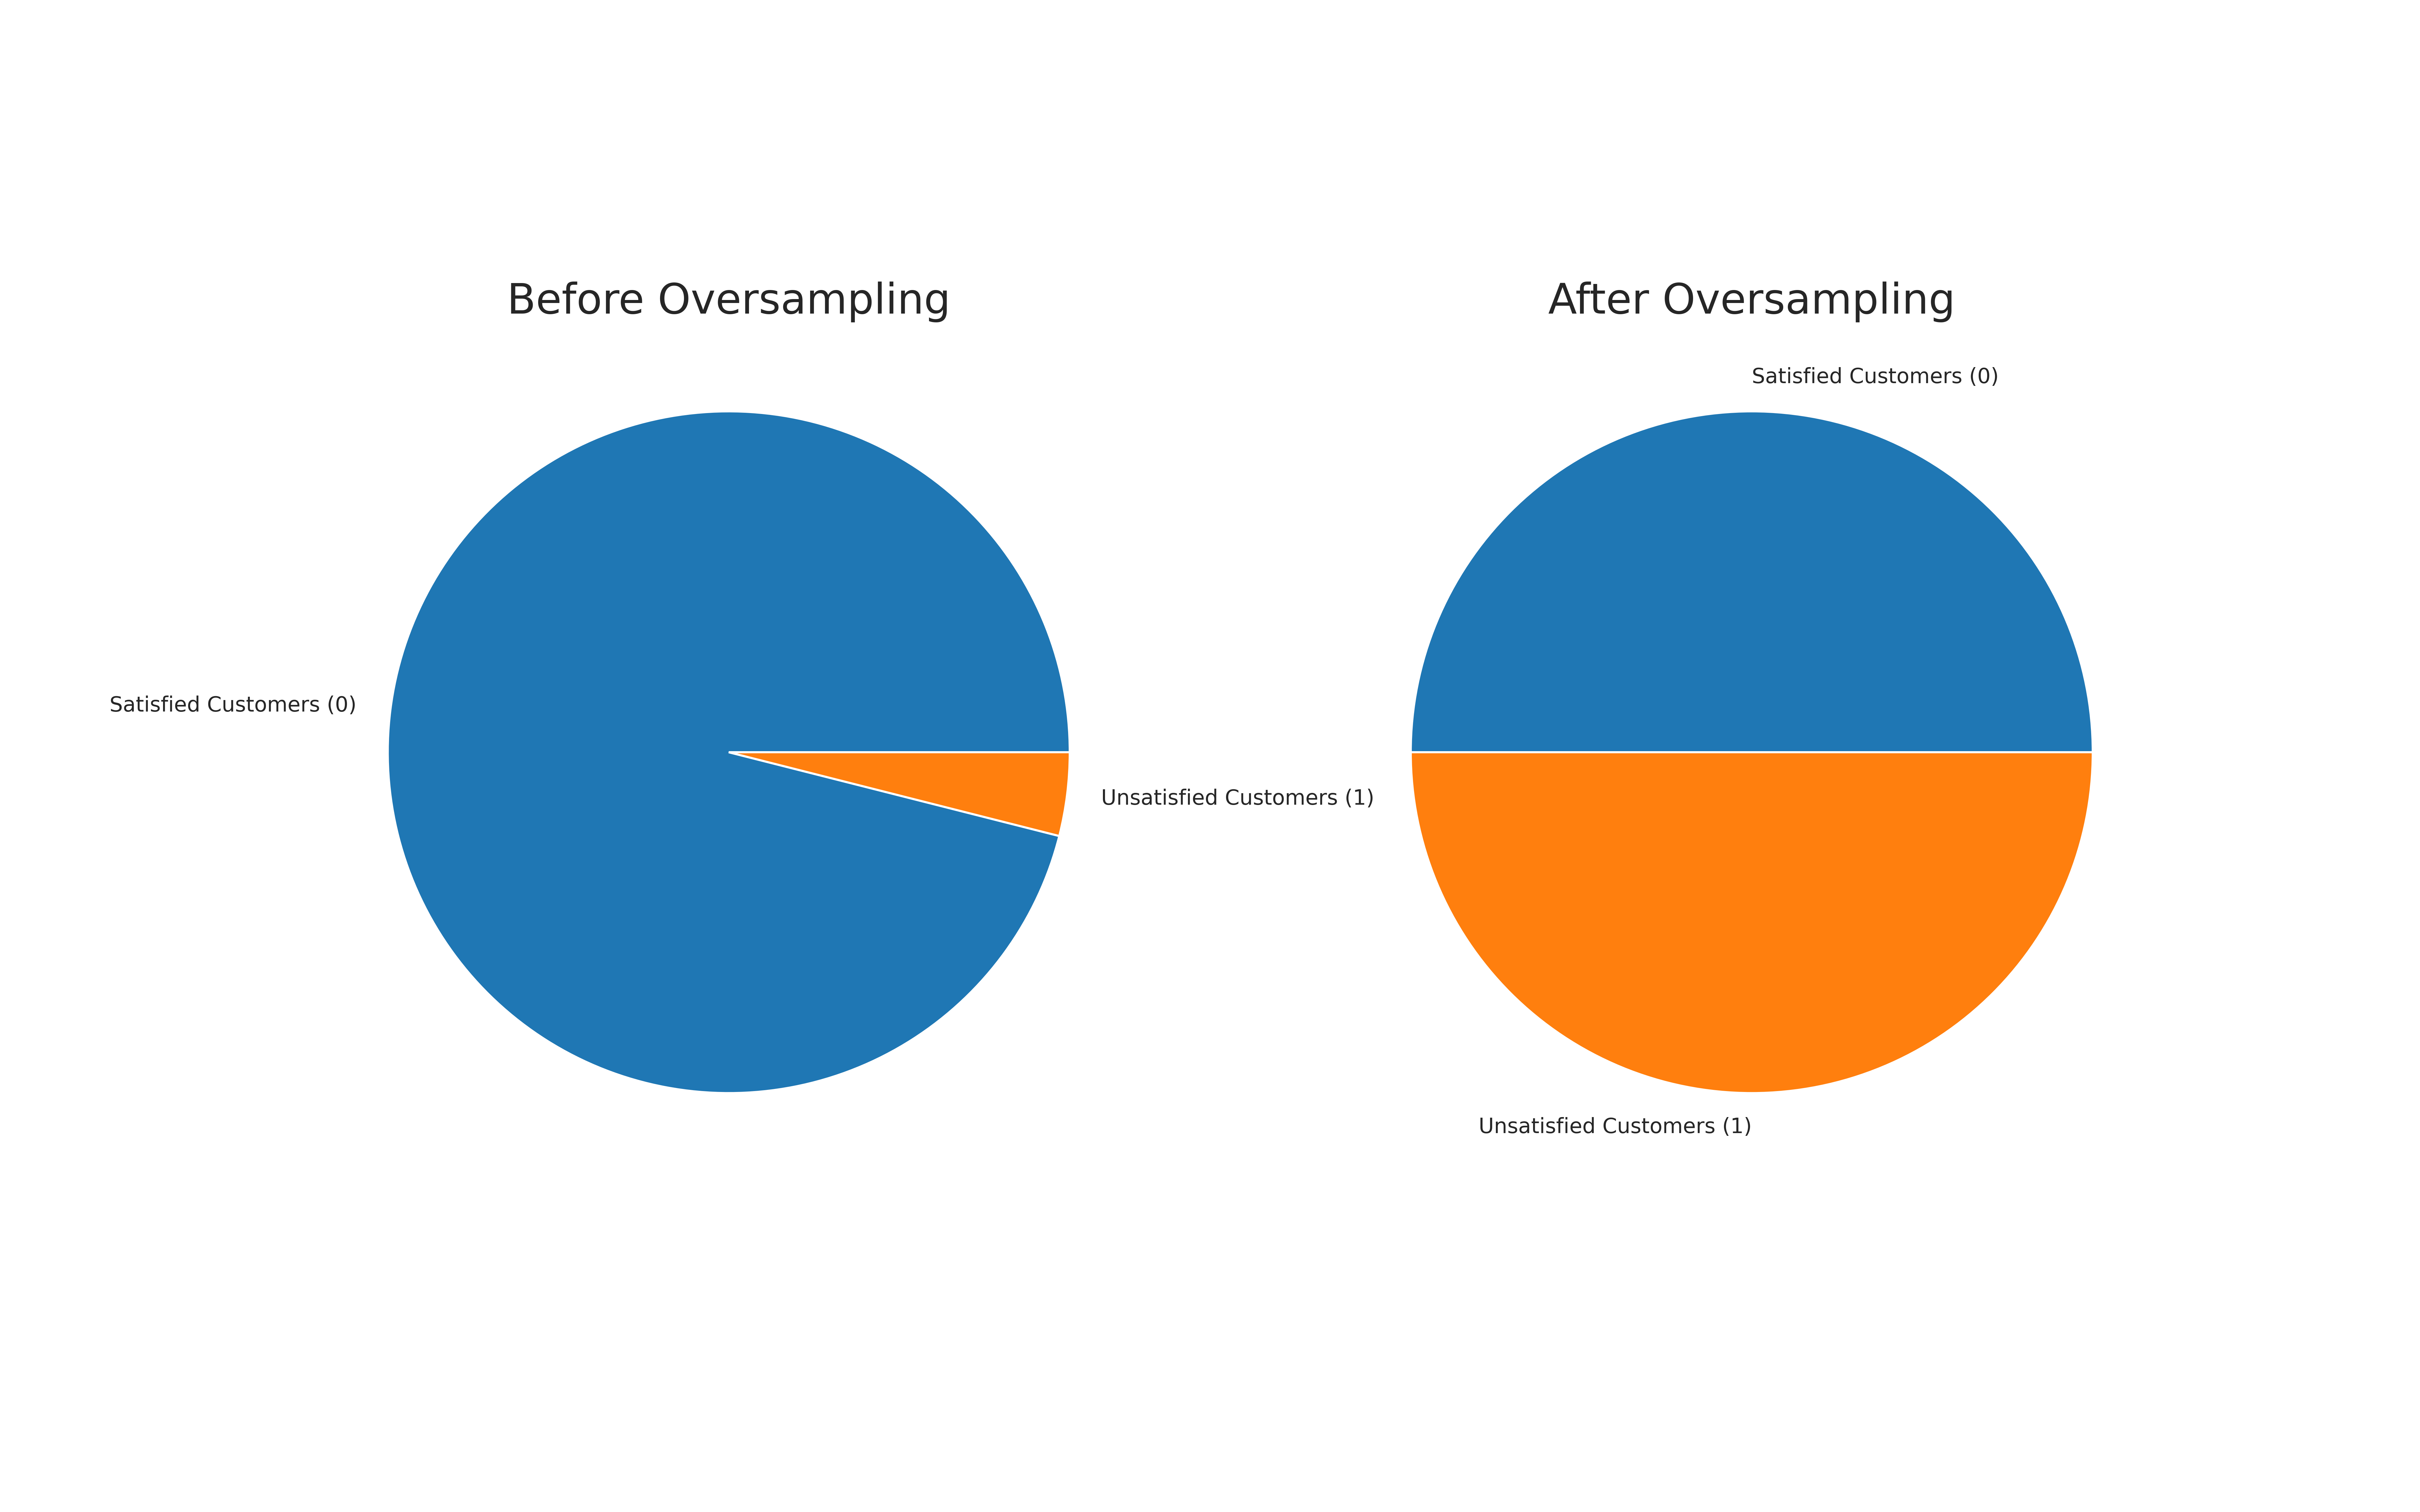 Before Oversampling
Satisfied Customers (0)
Unsatisfied Customers (1)
After Oversampling
Satisfied Customers (0)
Unsatisfied Customers (1)